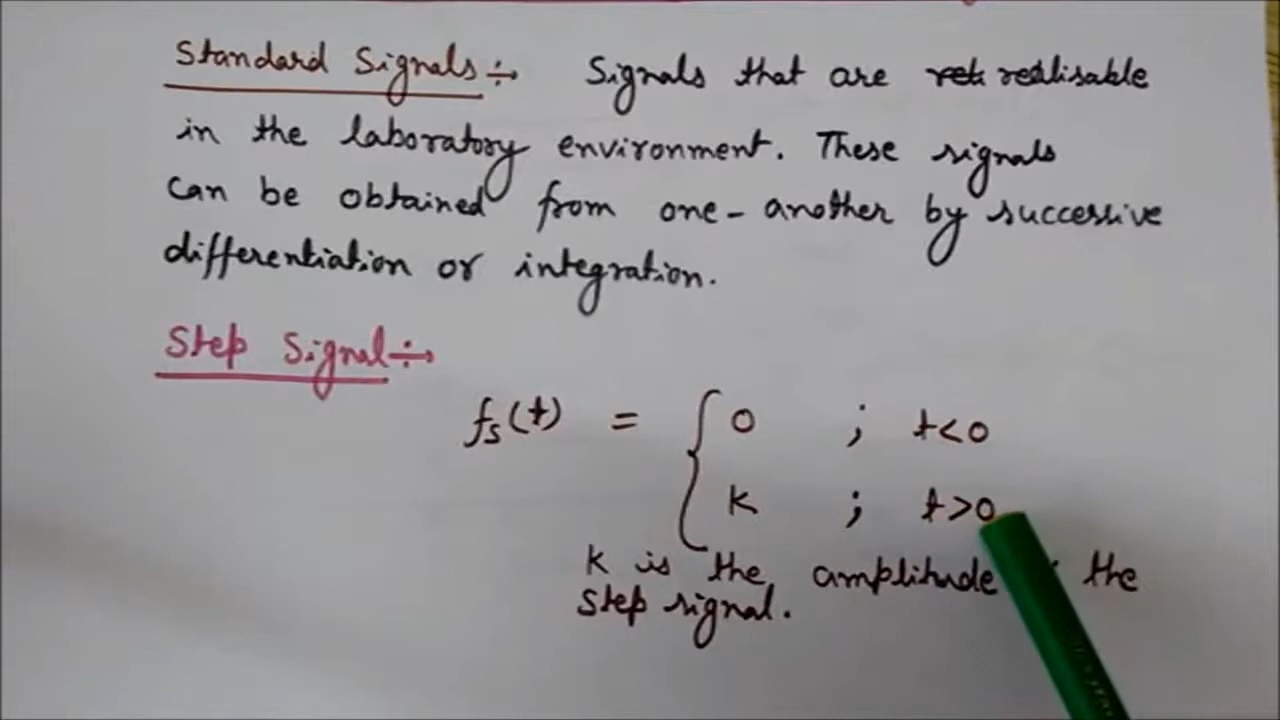 Standard Signals ÷ Signals that are realisable
in the laboratory environment. These signals
can be obtained from one-another by successive
differentiation or integration.
Step Signal ÷
fs(t) = { 0 ; t<0
K ; t>0
K is the amplitude the
step signal.